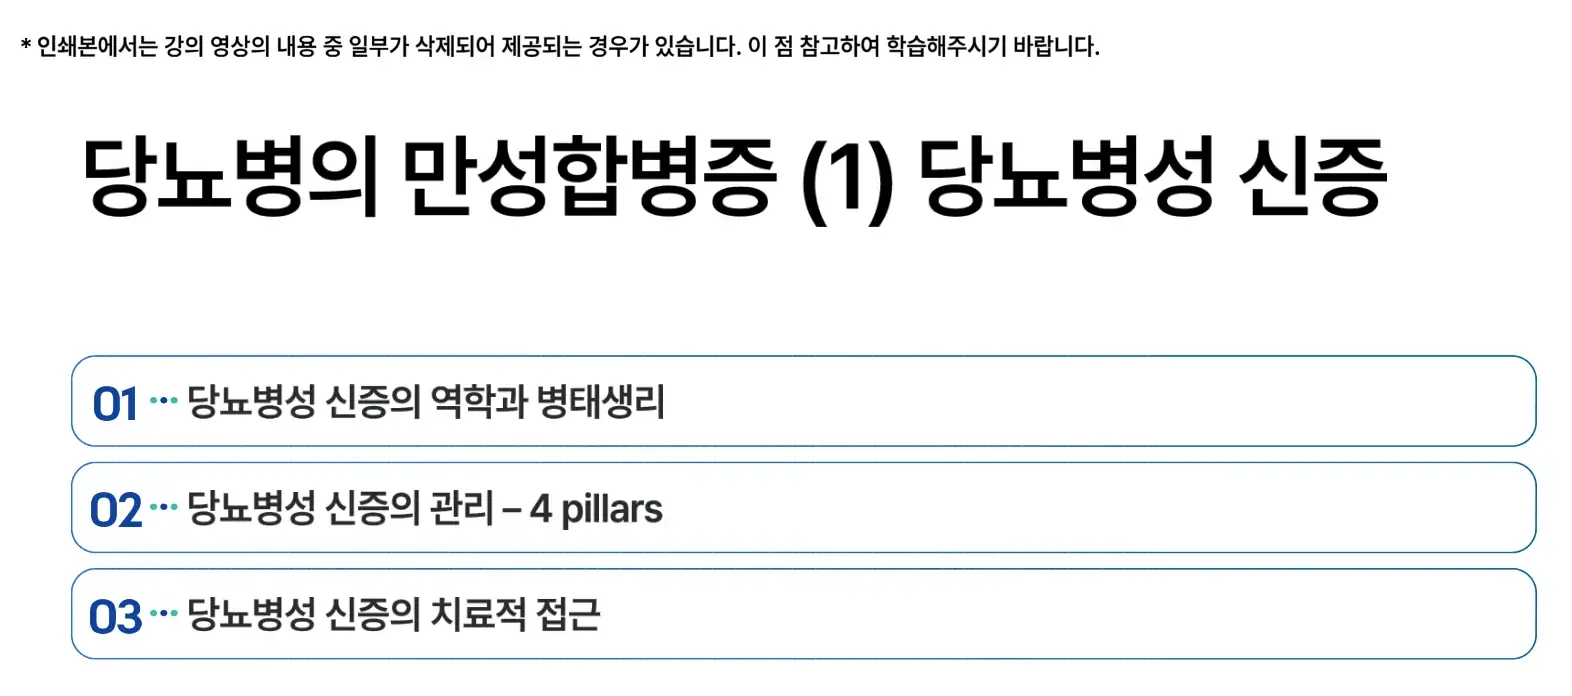 * 인쇄본에서는 강의 영상의 내용 중 일부가 삭제되어 제공되는 경우가 있습니다. 이 점 참고하여 학습해주시기 바랍니다.
당뇨병의 만성합병증 (1) 당뇨병성 신증
01 ··· 당뇨병성 신증의 역학과 병태생리
02 ··· 당뇨병성 신증의 관리 – 4 pillars
03 ··· 당뇨병성 신증의 치료적 접근